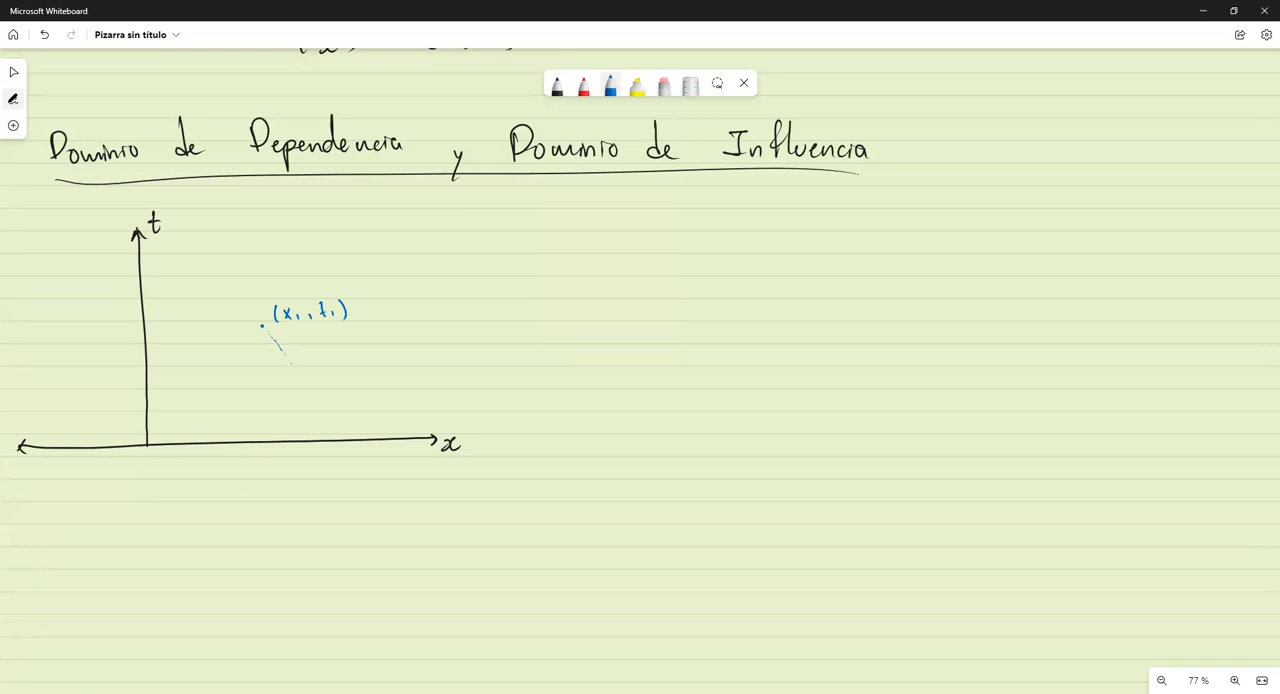 Microsoft Whiteboard
Pizarra sin título
Dominio de Dependencia y Dominio de Influencia
t
(x₁, t₁)
x
77 %